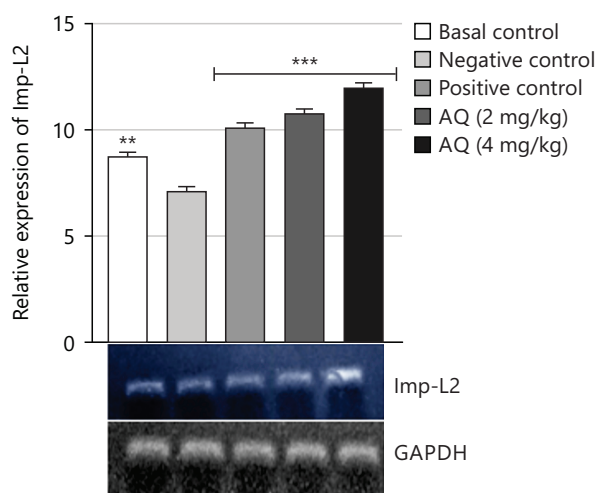 Relative expression of Imp-L2
15
10
5
0
**
***
Basal control
Negative control
Positive control
AQ (2 mg/kg)
AQ (4 mg/kg)
Imp-L2
GAPDH